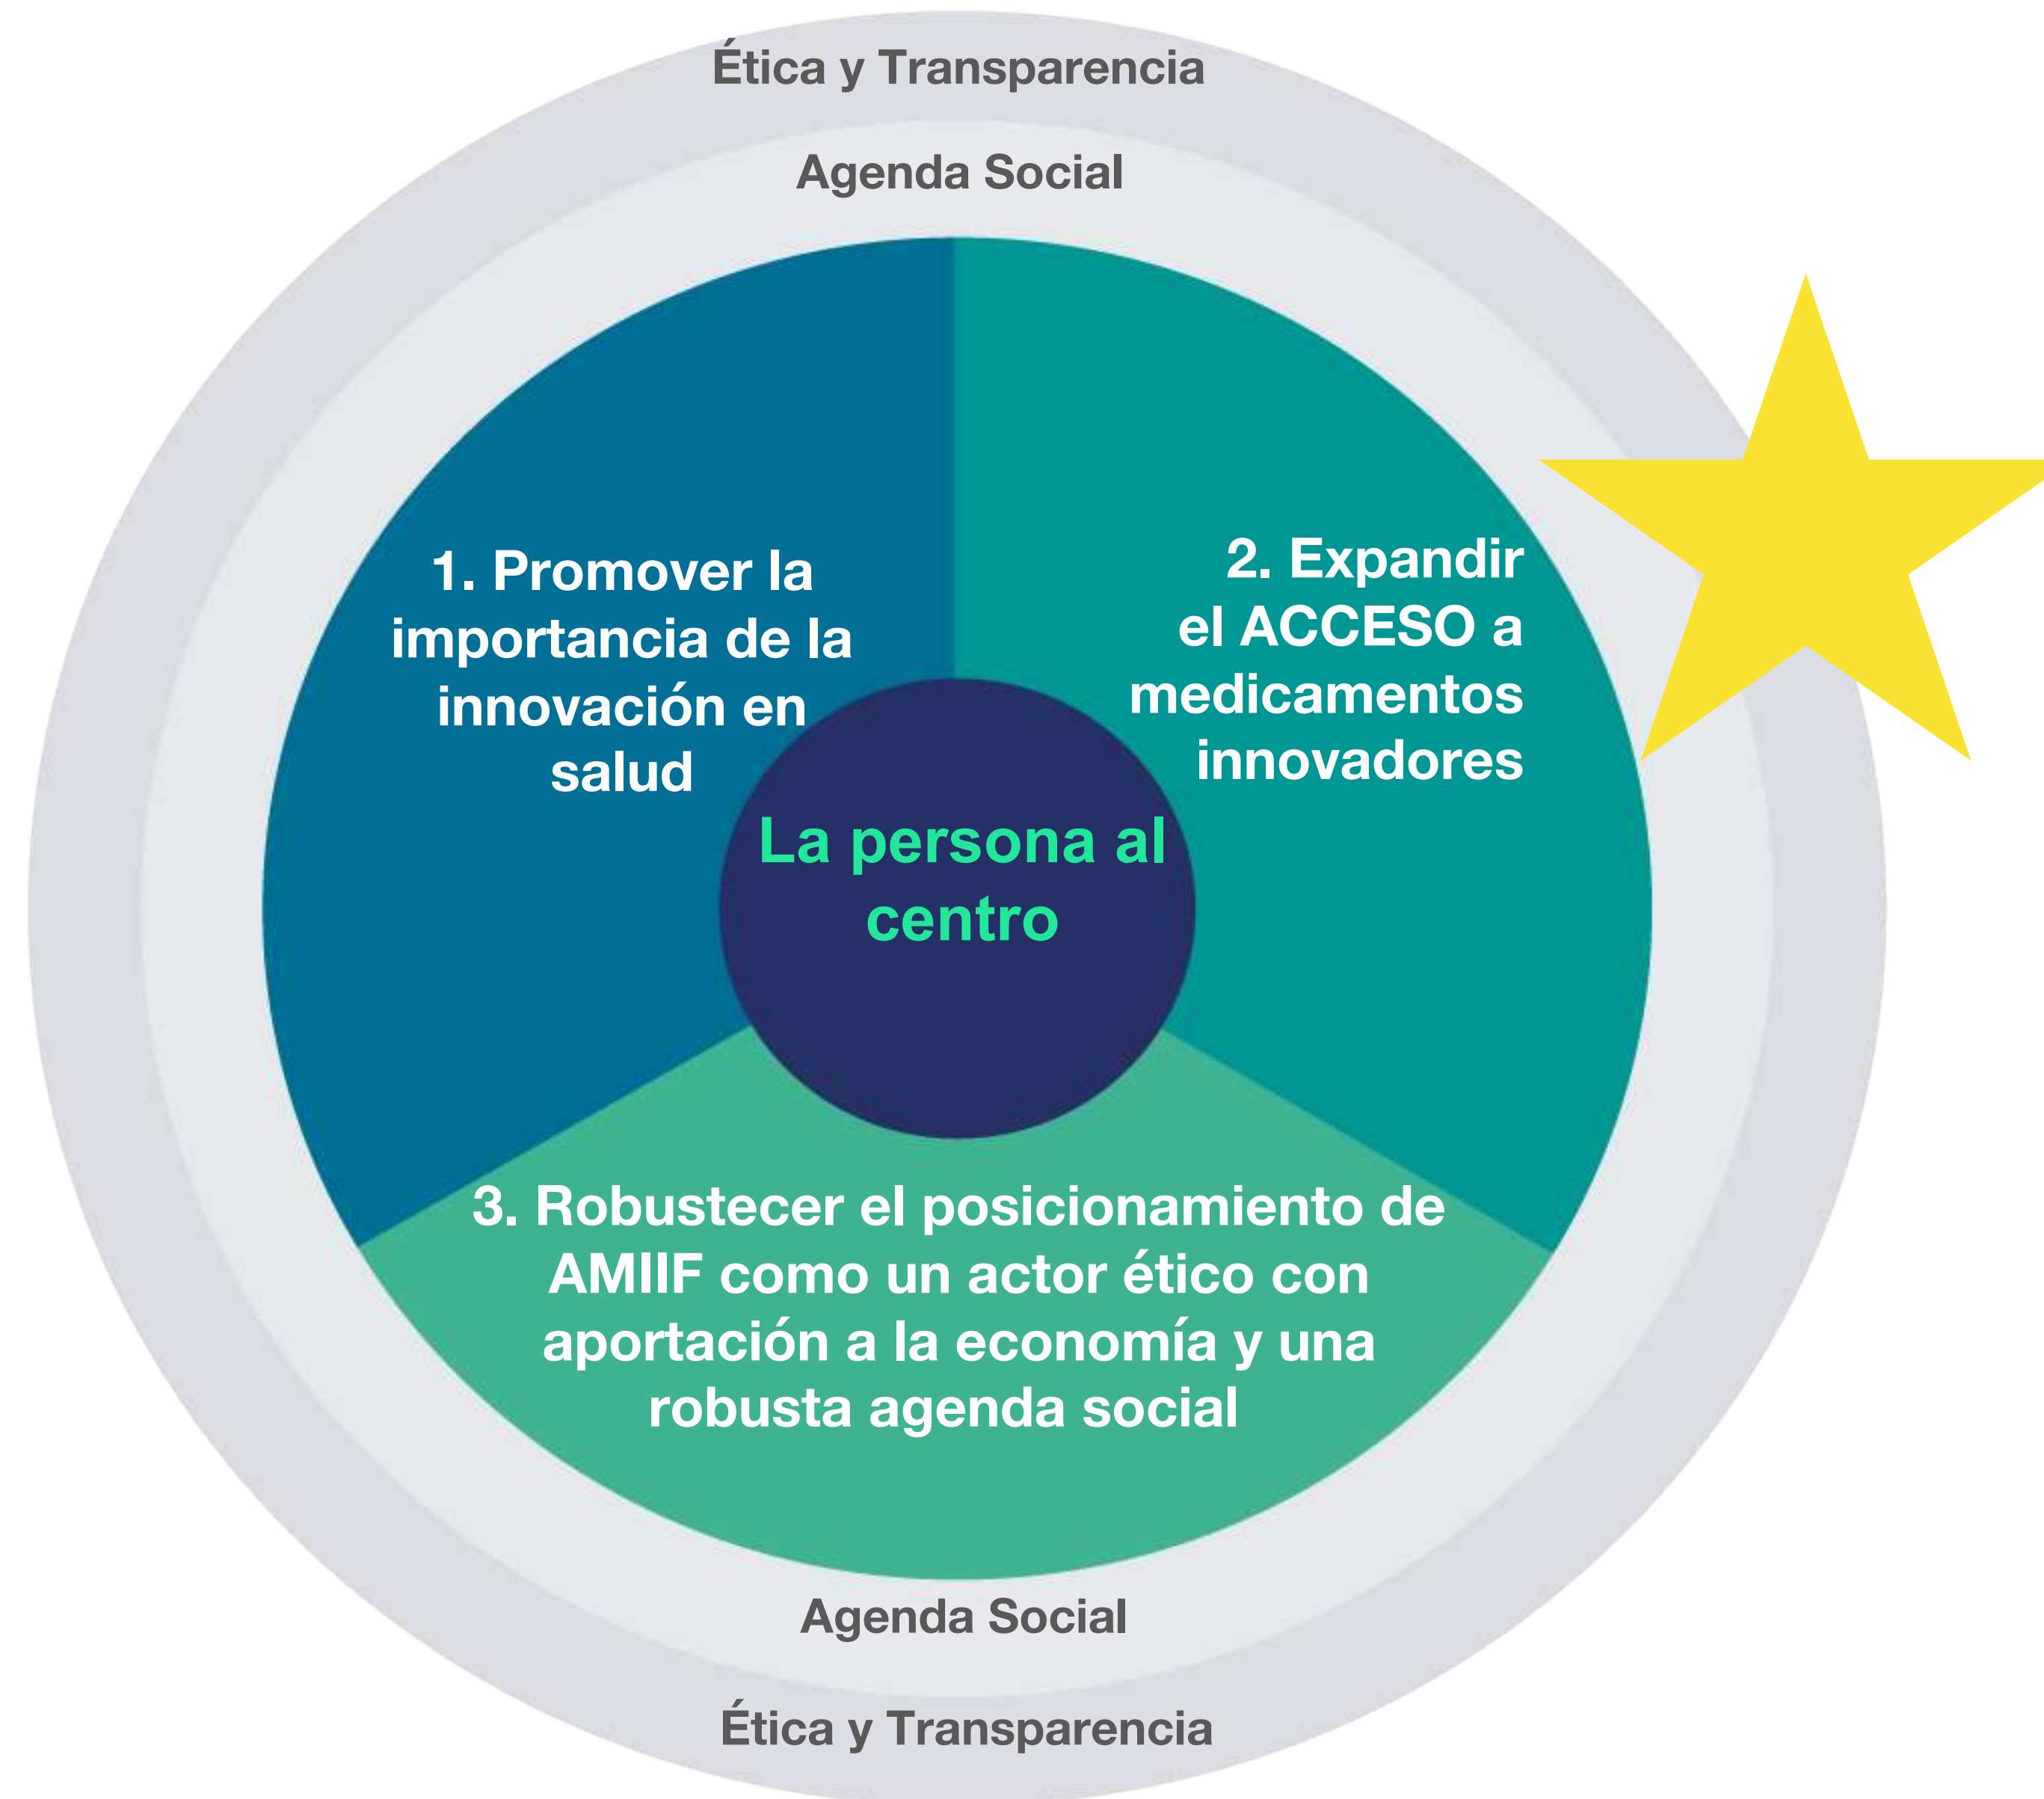 Ética y Transparencia
Agenda Social
1. Promover la
importancia de la
innovación en
salud
2. Expandir
el ACCESO a
medicamentos
innovadores
La persona al
centro
3. Robustecer el posicionamiento de
AMIIF como un actor ético con
aportación a la economía y una
robusta agenda social
Agenda Social
Ética y Transparencia